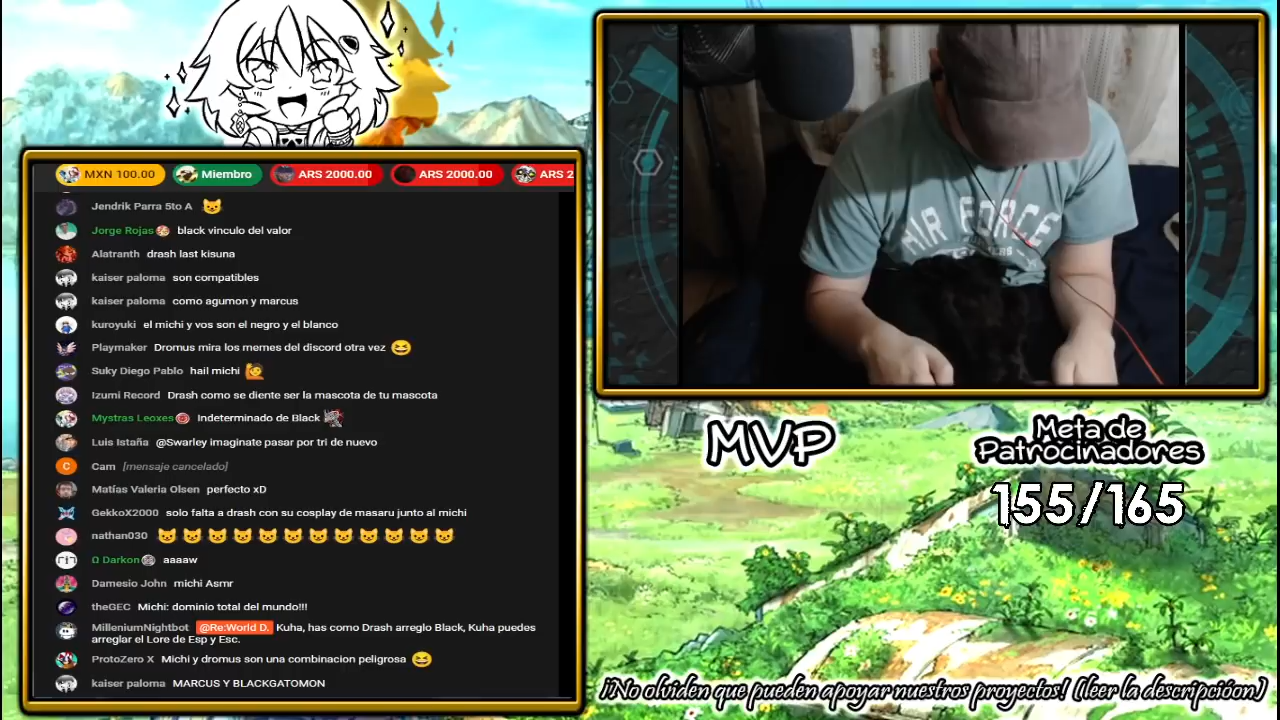 MXN 100.00 Miembro ARS 2000.00 ARS 2000.00 ARS 2
Jendrik Parra 5to A
Jorge Rojas black vinculo del valor
Alatranth drash last kisuna
kaiser paloma son compatibles
kaiser paloma como agumon y marcus
kuroyuki el michi y vos son el negro y el blanco
Playmaker Dromus mira los memes del discord otra vez
Suky Diego Pablo hail michi
Izumi Record Drash como se diente ser la mascota de tu mascota
Mystras Leoxes Indeterminado de Black
Luis Istaña @Swarley imaginate pasar por tri de nuevo
C Cam [mensaje cancelado]
Matías Valeria Olsen perfecto xD
GekkoX2000 solo falta a drash con su cosplay de masaru junto al michi
nathan030
Ω Darkon aaaaw
Damesio John michi Asmr
theGEC Michi: dominio total del mundo!!!
MilleniumNightbot @Re:World D. Kuha, has como Drash arreglo Black, Kuha puedes
arreglar el Lore de Esp y Esc.
ProtoZero X Michi y dromus son una combinacion peligrosa
kaiser paloma MARCUS Y BLACKGATOMON
AIR FORCE
MVP
Meta de
Patrocinadores
155/165
¡¡No olviden que pueden apoyar nuestros proyectos! (leer la descripcióon)